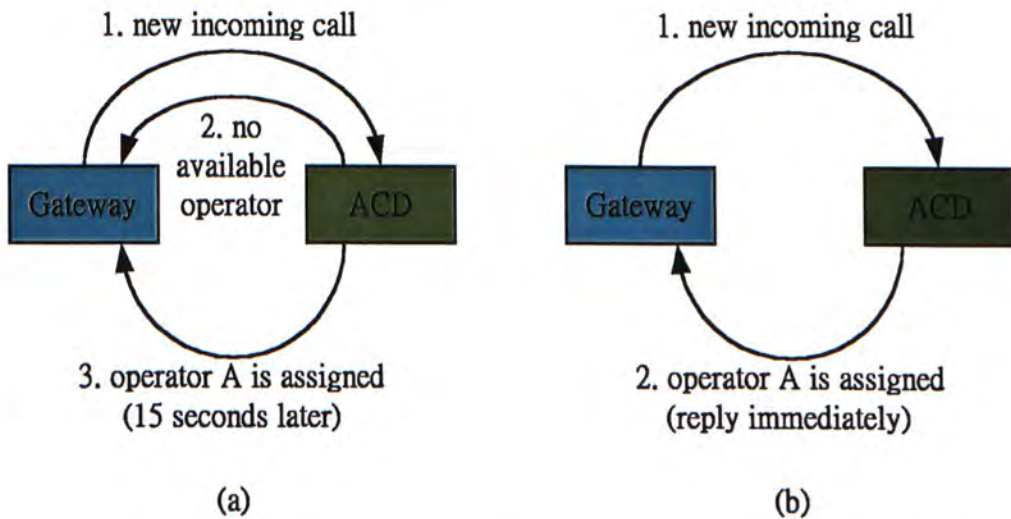 1. new incoming call
2. no
available
operator
Gateway
ACD
3. operator A is assigned
(15 seconds later)
(a)
1. new incoming call
Gateway
ACD
2. operator A is assigned
(reply immediately)
(b)